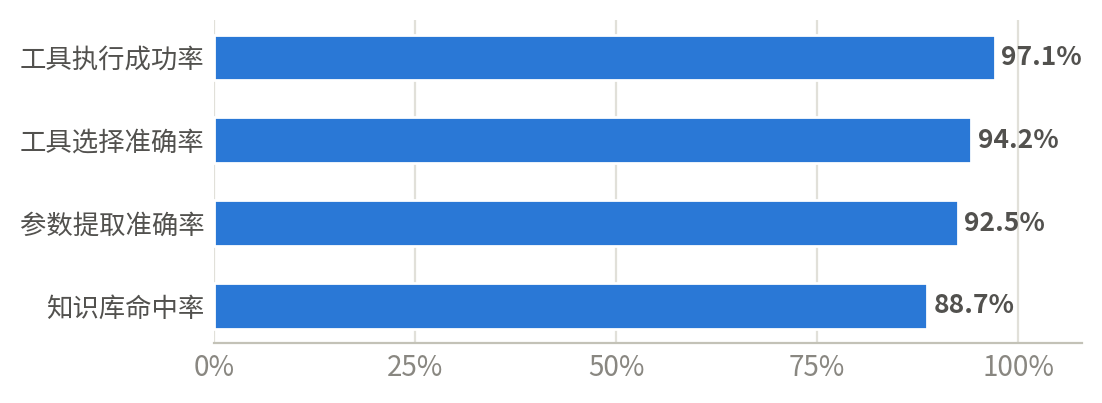 工具执行成功率 97.1%
工具选择准确率 94.2%
参数提取准确率 92.5%
知识库命中率 88.7%
0% 25% 50% 75% 100%